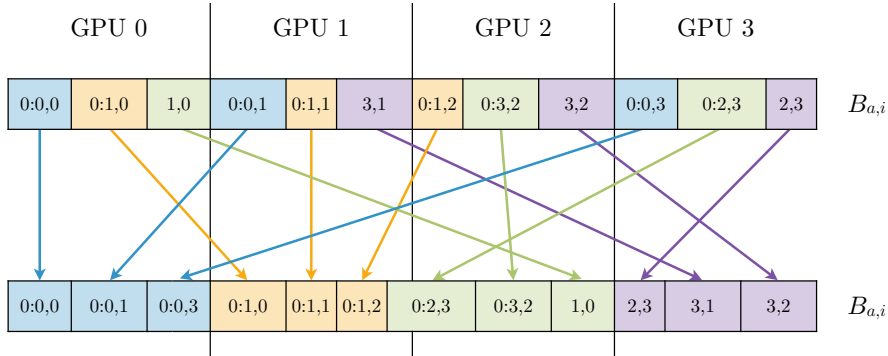 GPU 0 GPU 1 GPU 2 GPU 3
0:0,0 0:1,0 1,0 0:0,1 0:1,1 3,1 0:1,2 0:3,2 3,2 0:0,3 0:2,3 2,3 B_{a,i}
0:0,0 0:0,1 0:0,3 0:1,0 0:1,1 0:1,2 0:2,3 0:3,2 1,0 2,3 3,1 3,2 B_{a,i}